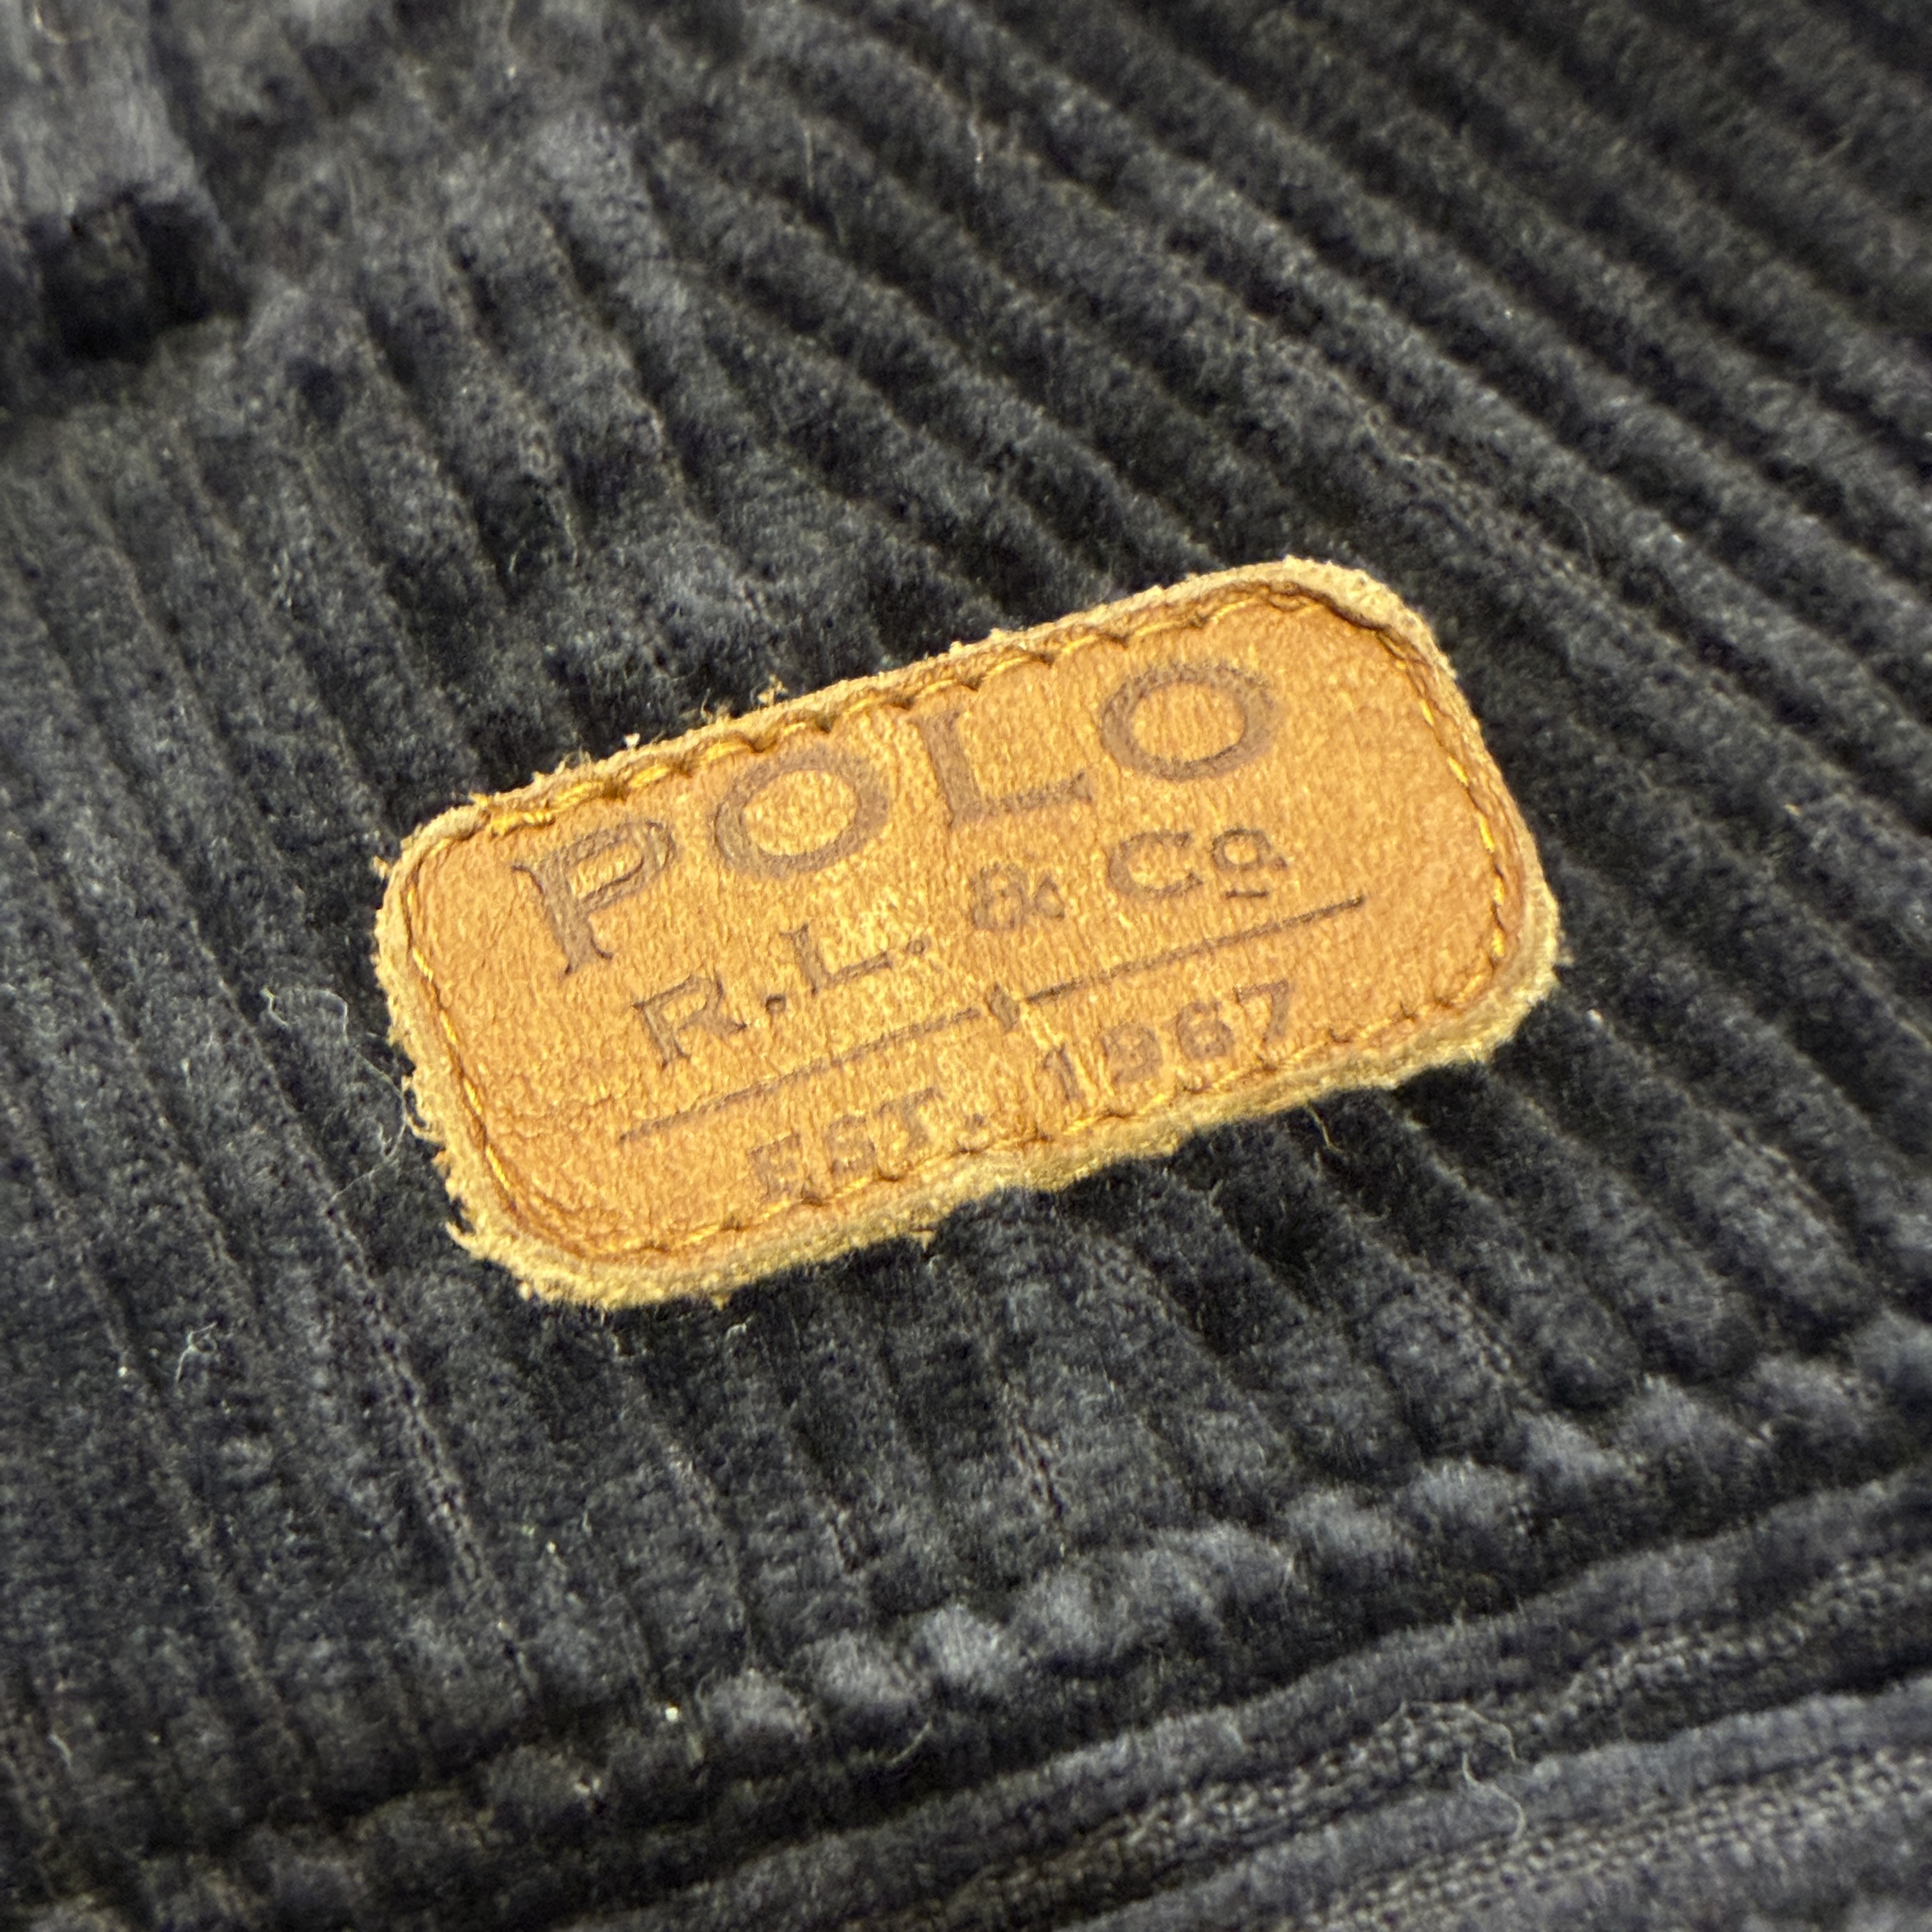 POLO
R.L. & Cº
EST. 1967